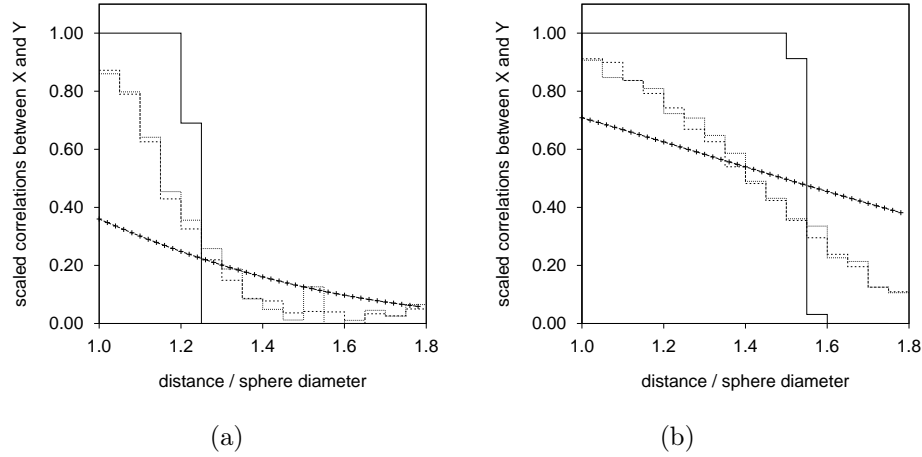 scaled correlations between X and Y
1.00
0.80
0.60
0.40
0.20
0.00
1.0 1.2 1.4 1.6 1.8
distance / sphere diameter
(a)
scaled correlations between X and Y
1.00
0.80
0.60
0.40
0.20
0.00
1.0 1.2 1.4 1.6 1.8
distance / sphere diameter
(b)